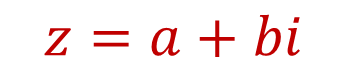 z = a + bi